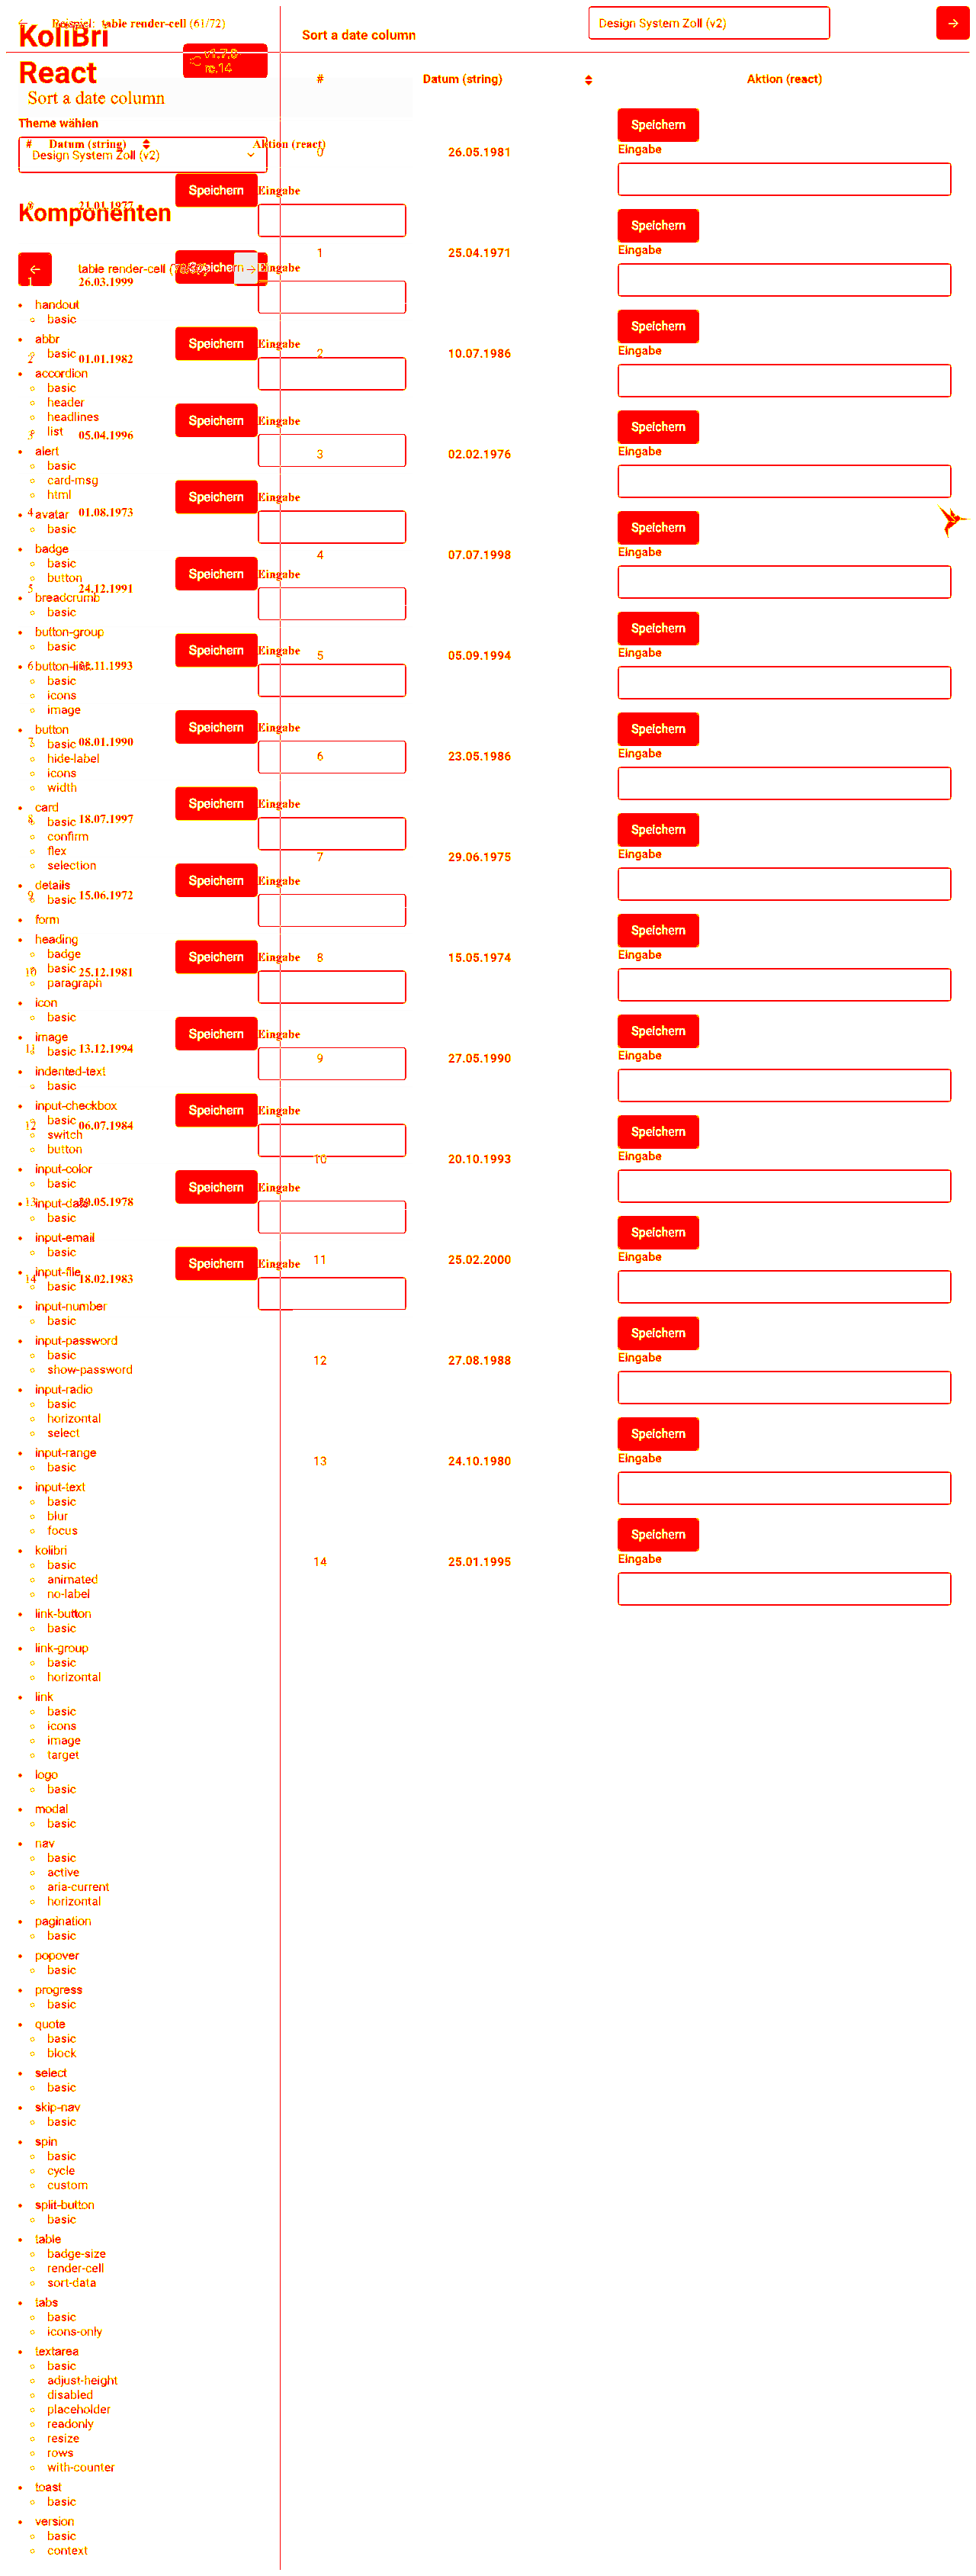 Beispiel: table render-cell (61/72)
KoliBri
React
v1.7.0-
rc.14
Sort a date column
Theme wählen
# Datum (string) Aktion (react)
Design System Zoll (v2)
Komponenten
table render-cell
Speichern Eingabe
21.01.1977
Speichern Eingabe
1 26.03.1999
Speichern Eingabe
2 01.01.1982
Speichern Eingabe
3 05.04.1996
Speichern Eingabe
4 01.08.1973
Speichern Eingabe
5 24.12.1991
Speichern Eingabe
6 .11.1993
Speichern Eingabe
7 08.01.1990
Speichern Eingabe
8 18.07.1997
Speichern Eingabe
9 15.06.1972
Speichern Eingabe
10 25.12.1981
Speichern Eingabe
11 13.12.1994
Speichern Eingabe
12 06.07.1984
Speichern Eingabe
13 20.05.1978
Speichern Eingabe
14 18.02.1983
handout
basic
abbr
basic
accordion
basic
header
headlines
list
alert
basic
card-msg
html
avatar
basic
badge
basic
button
breadcrumb
basic
button-group
basic
button-link
basic
icons
image
button
basic
hide-label
icons
width
card
basic
confirm
flex
selection
details
basic
form
heading
badge
basic
paragraph
icon
basic
image
basic
indented-text
basic
input-checkbox
basic
switch
button
input-color
basic
input-date
basic
input-email
basic
input-file
basic
input-number
basic
input-password
basic
show-password
input-radio
basic
horizontal
select
input-range
basic
input-text
basic
blur
focus
kolibri
basic
animated
no-label
link-button
basic
link-group
basic
horizontal
link
basic
icons
image
target
logo
basic
modal
basic
nav
basic
active
aria-current
horizontal
pagination
basic
popover
basic
progress
basic
quote
basic
block
select
basic
skip-nav
basic
spin
basic
cycle
custom
split-button
basic
table
badge-size
render-cell
sort-data
tabs
basic
icons-only
textarea
basic
adjust-height
disabled
placeholder
readonly
resize
rows
with-counter
toast
basic
version
basic
context
Sort a date column
Design System Zoll (v2)
# Datum (string) Aktion (react)
Speichern
0 26.05.1981 Eingabe
Speichern
1 25.04.1971 Eingabe
Speichern
2 10.07.1986 Eingabe
Speichern
3 02.02.1976 Eingabe
Speichern
4 07.07.1998 Eingabe
Speichern
5 05.09.1994 Eingabe
Speichern
6 23.05.1986 Eingabe
Speichern
7 29.06.1975 Eingabe
Speichern
8 15.05.1974 Eingabe
Speichern
9 27.05.1990 Eingabe
Speichern
10 20.10.1993 Eingabe
Speichern
11 25.02.2000 Eingabe
Speichern
12 27.08.1988 Eingabe
Speichern
13 24.10.1980 Eingabe
Speichern
14 25.01.1995 Eingabe